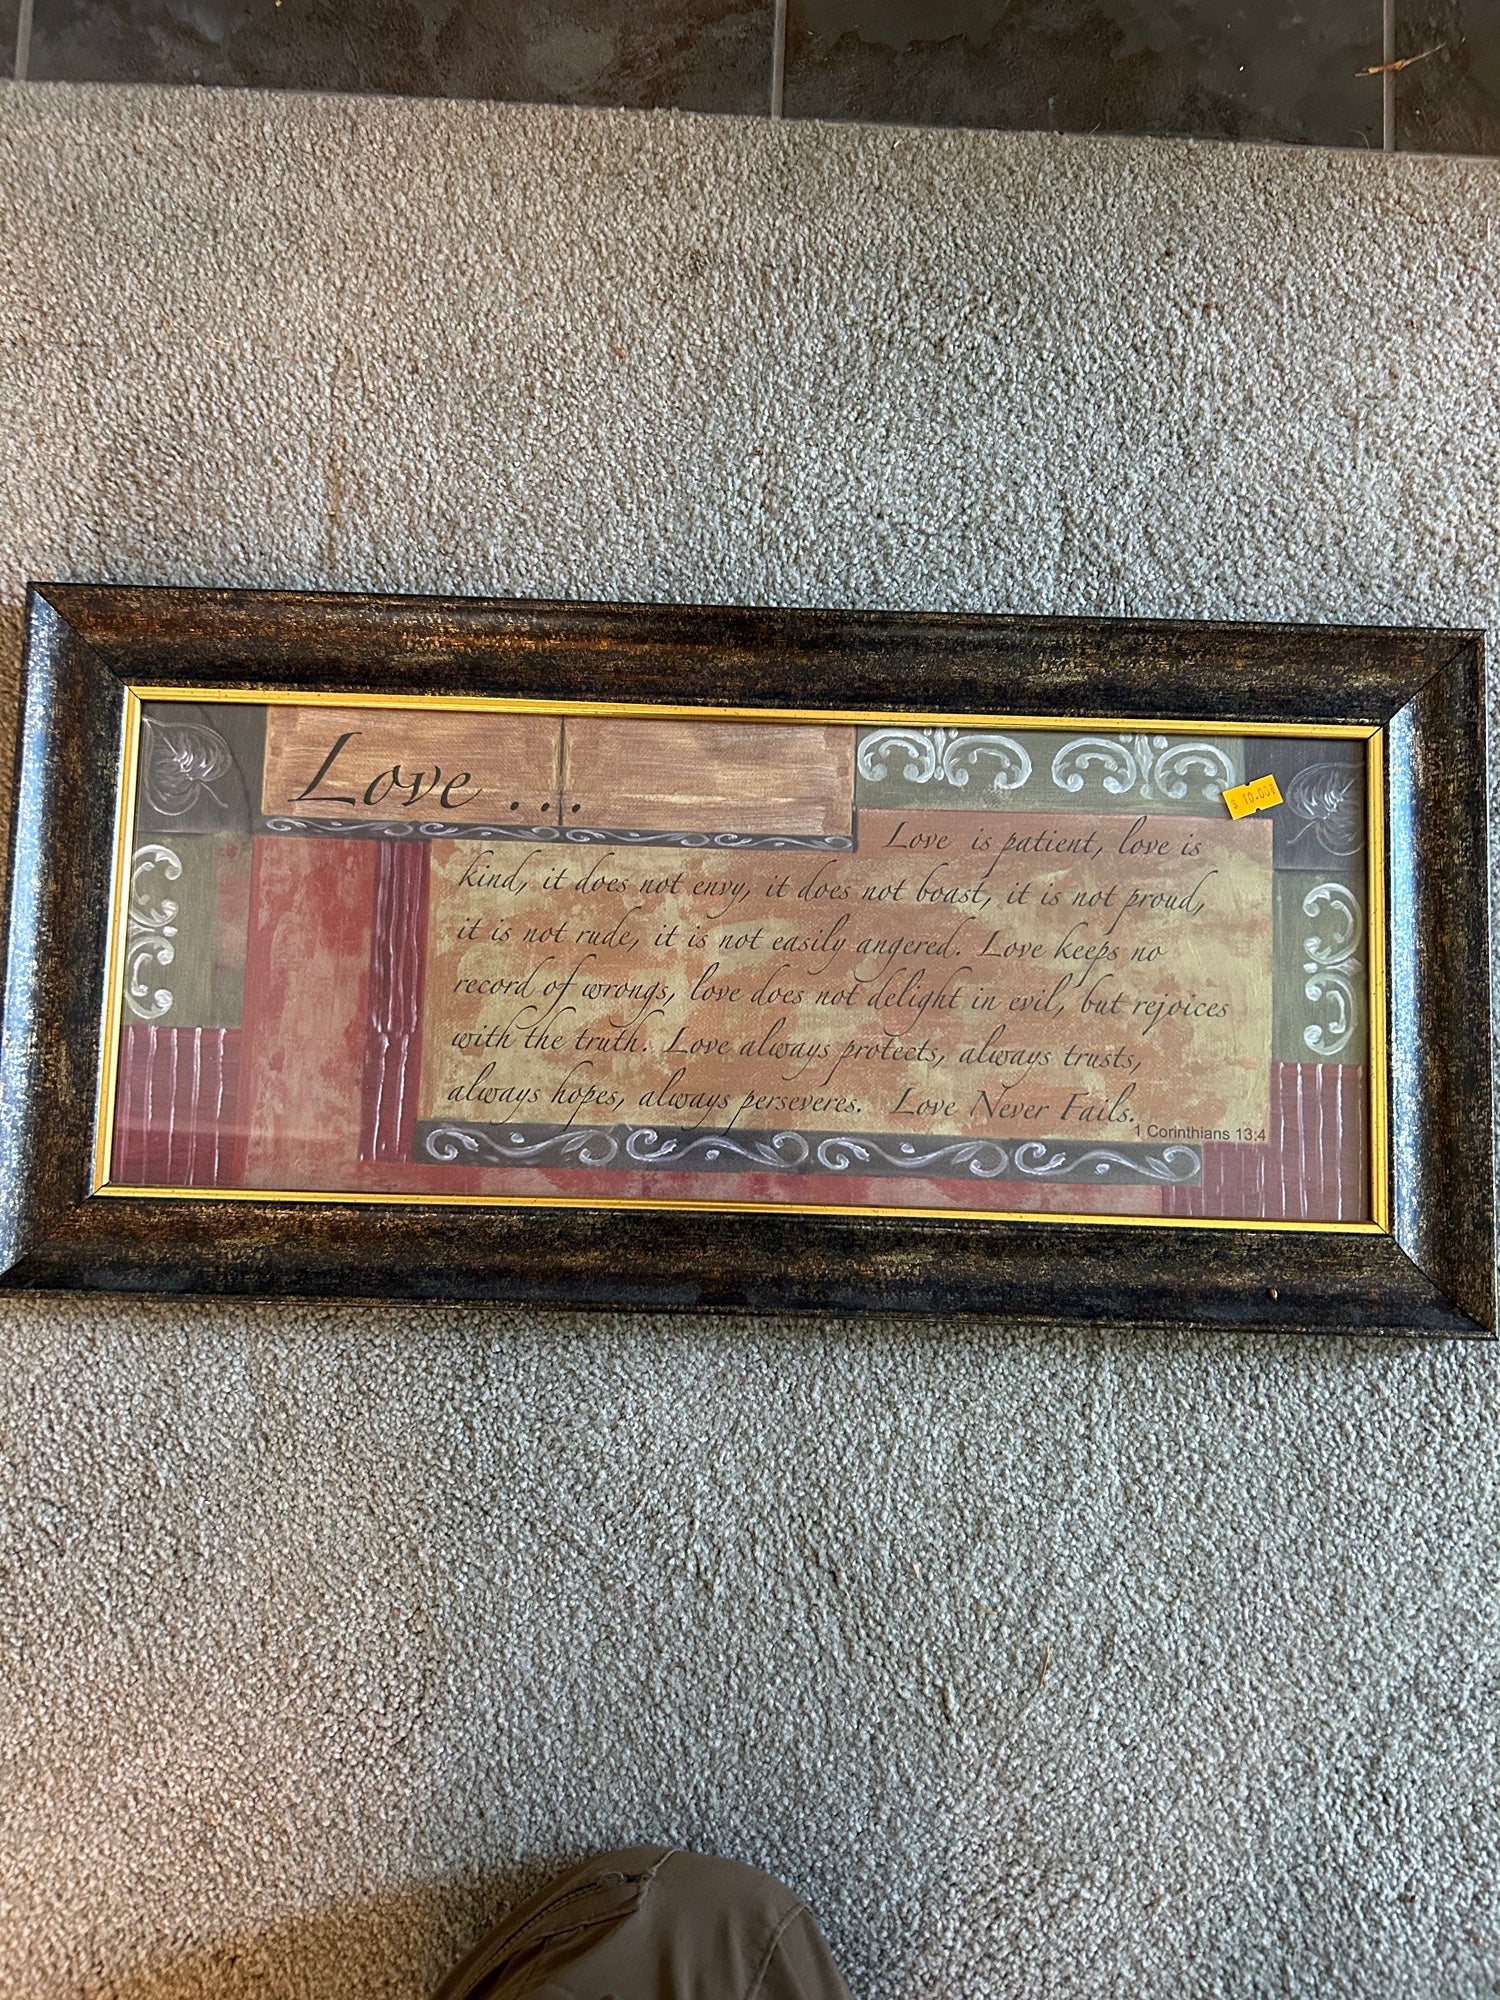 Love ...
$ 10.00
Love is patient, love is
kind, it does not envy, it does not boast, it is not proud,
it is not rude, it is not easily angered. Love keeps no
record of wrongs, love does not delight in evil, but rejoices
with the truth. Love always protects, always trusts,
always hopes, always perseveres. Love Never Fails.
1 Corinthians 13:4